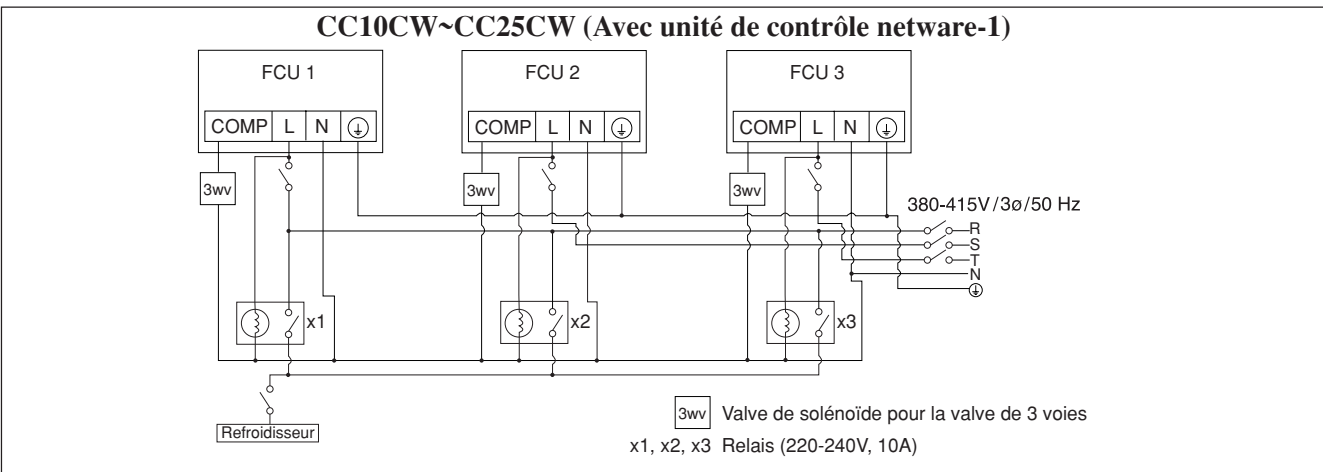 CC10CW~CC25CW (Avec unité de contrôle netware-1)
FCU 1 FCU 2 FCU 3
COMP L N COMP L N COMP L N
3wv 3wv 3wv
380-415V/3ø/50 Hz
R
S
T
N
x1 x2 x3
Refroidisseur
3wv Valve de solénoïde pour la valve de 3 voies
x1, x2, x3 Relais (220-240V, 10A)